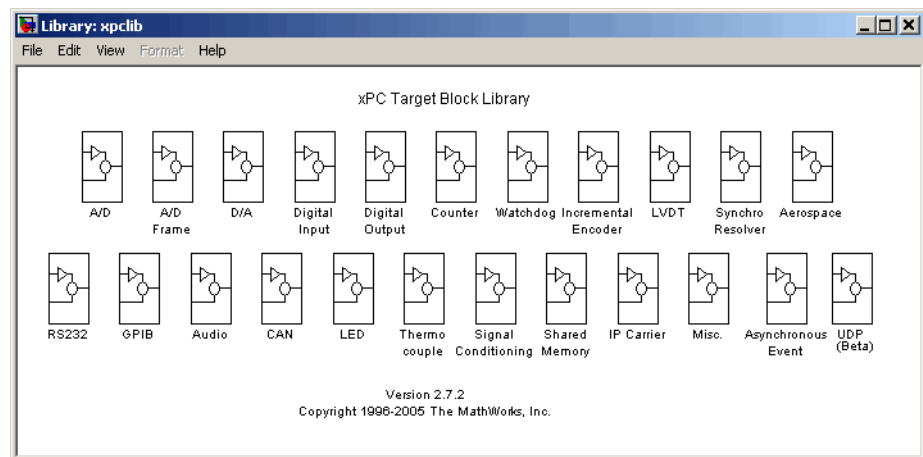 Library: xpclib
File Edit View Format Help
xPC Target Block Library
A/D A/D Frame D/A Digital Input Digital Output Counter Watchdog Incremental Encoder LVDT Synchro Resolver Aerospace
RS232 GPIB Audio CAN LED Thermo couple Signal Conditioning Shared Memory IP Carrier Misc. Asynchronous Event UDP (Beta)
Version 2.7.2
Copyright 1996-2005 The MathWorks, Inc.